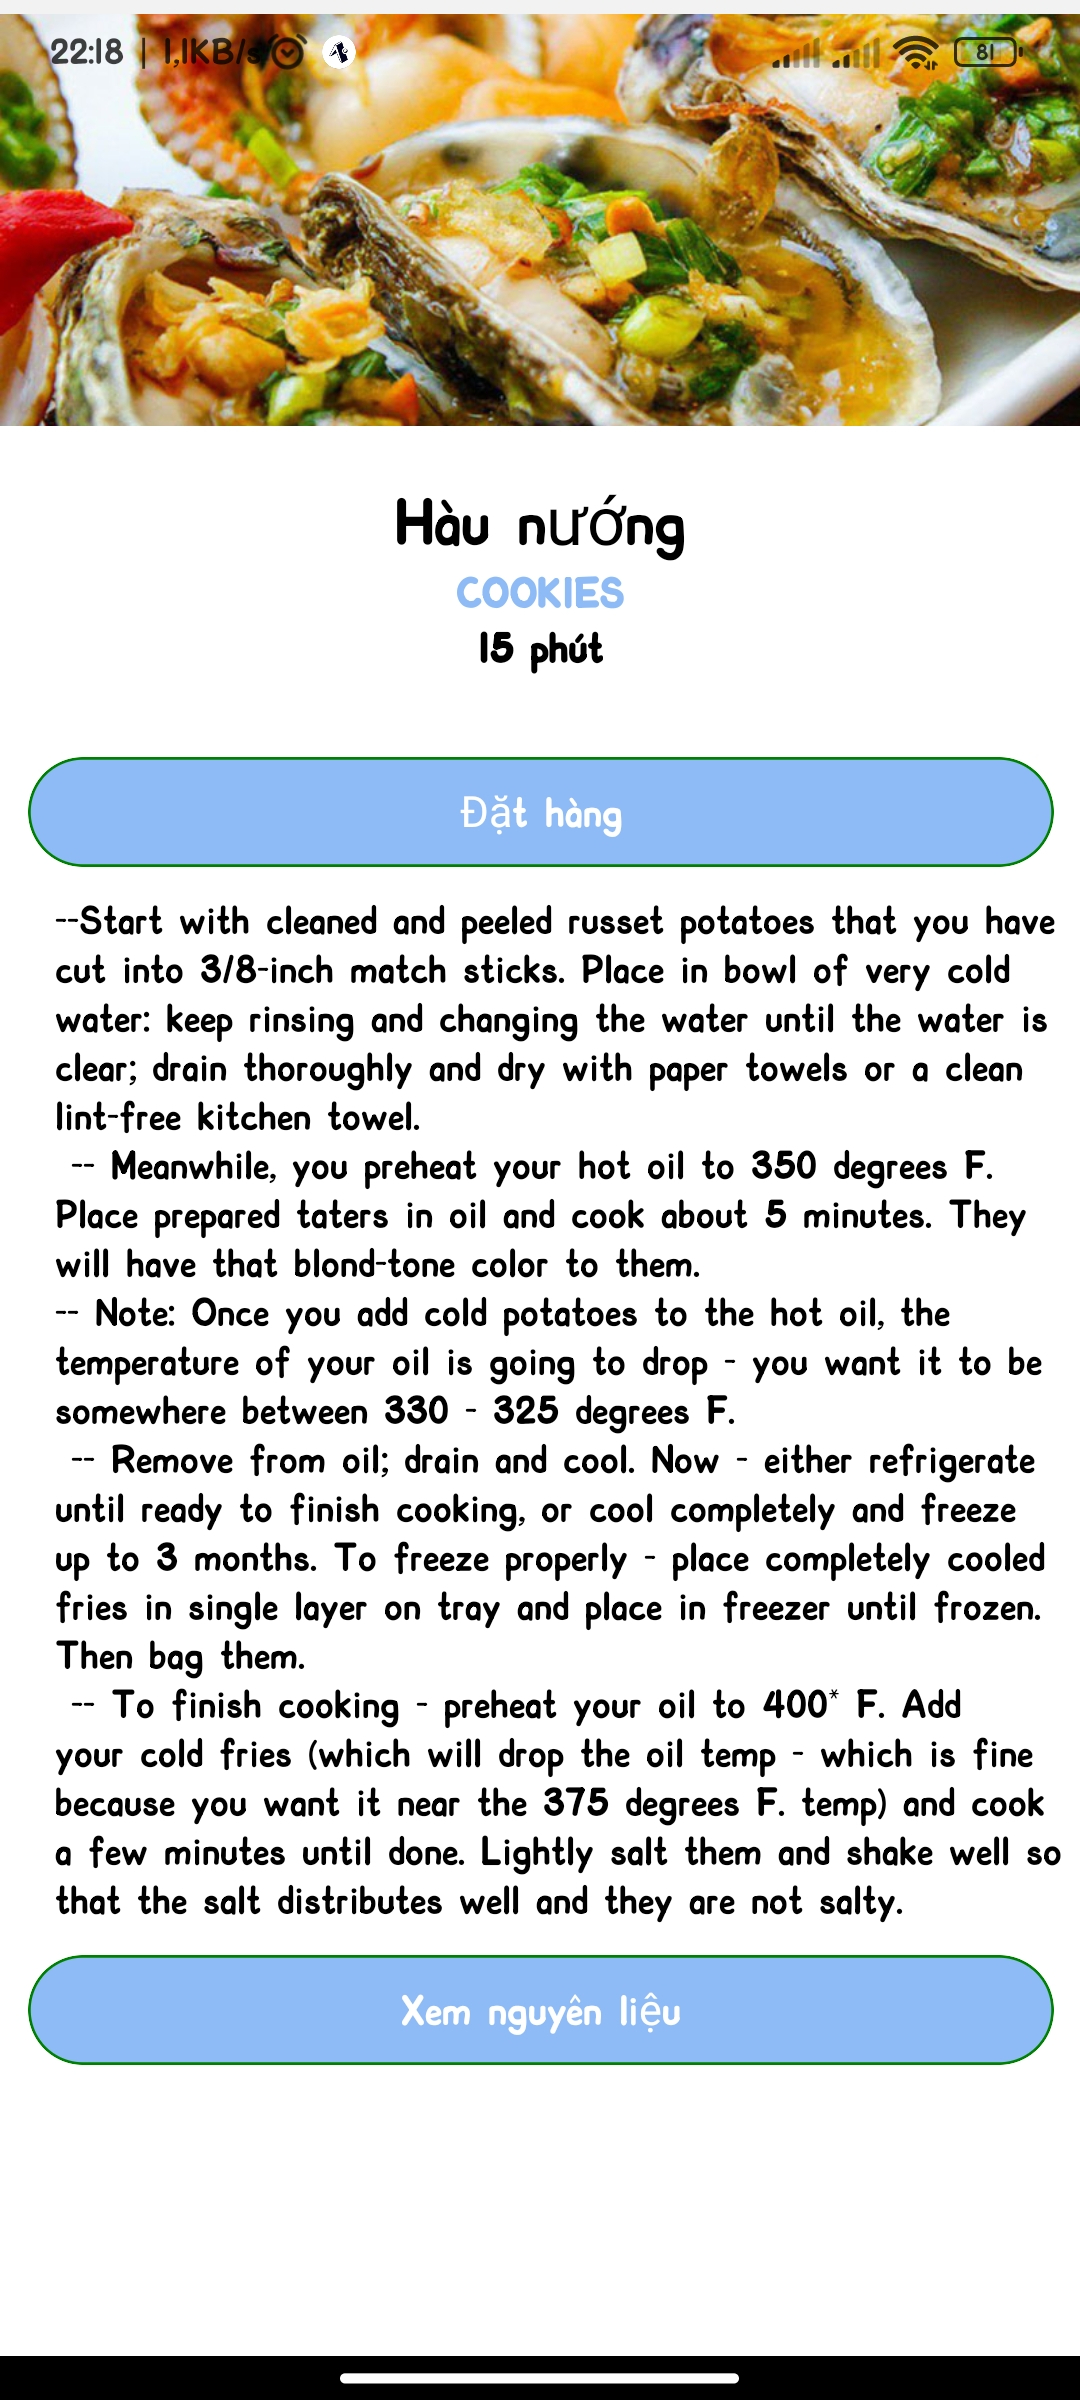 22:18 | 1,1KB/s
81
Hàu nướng
COOKIES
15 phút
Đặt hàng
--Start with cleaned and peeled russet potatoes that you have
cut into 3/8-inch match sticks. Place in bowl of very cold
water: keep rinsing and changing the water until the water is
clear; drain thoroughly and dry with paper towels or a clean
lint-free kitchen towel.
-- Meanwhile, you preheat your hot oil to 350 degrees F.
Place prepared taters in oil and cook about 5 minutes. They
will have that blond-tone color to them.
-- Note: Once you add cold potatoes to the hot oil, the
temperature of your oil is going to drop - you want it to be
somewhere between 330 - 325 degrees F.
-- Remove from oil; drain and cool. Now - either refrigerate
until ready to finish cooking, or cool completely and freeze
up to 3 months. To freeze properly - place completely cooled
fries in single layer on tray and place in freezer until frozen.
Then bag them.
-- To finish cooking - preheat your oil to 400* F. Add
your cold fries (which will drop the oil temp - which is fine
because you want it near the 375 degrees F. temp) and cook
a few minutes until done. Lightly salt them and shake well so
that the salt distributes well and they are not salty.
Xem nguyên liệu